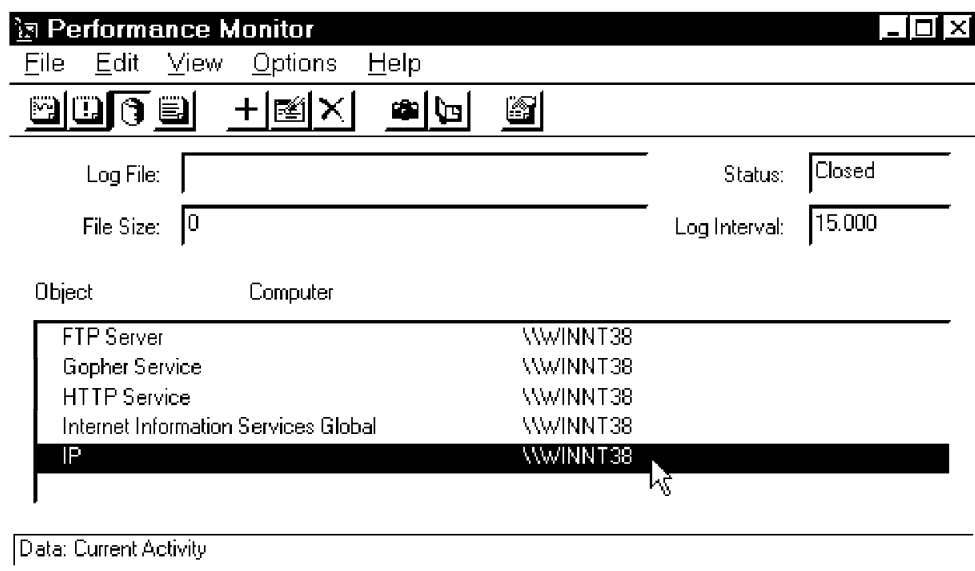 Performance Monitor
File Edit View Options Help
Log File: Status: Closed
File Size: 0 Log Interval: 15.000
Object Computer
FTP Server \\WINNT38
Gopher Service \\WINNT38
HTTP Service \\WINNT38
Internet Information Services Global \\WINNT38
IP \\WINNT38
Data: Current Activity